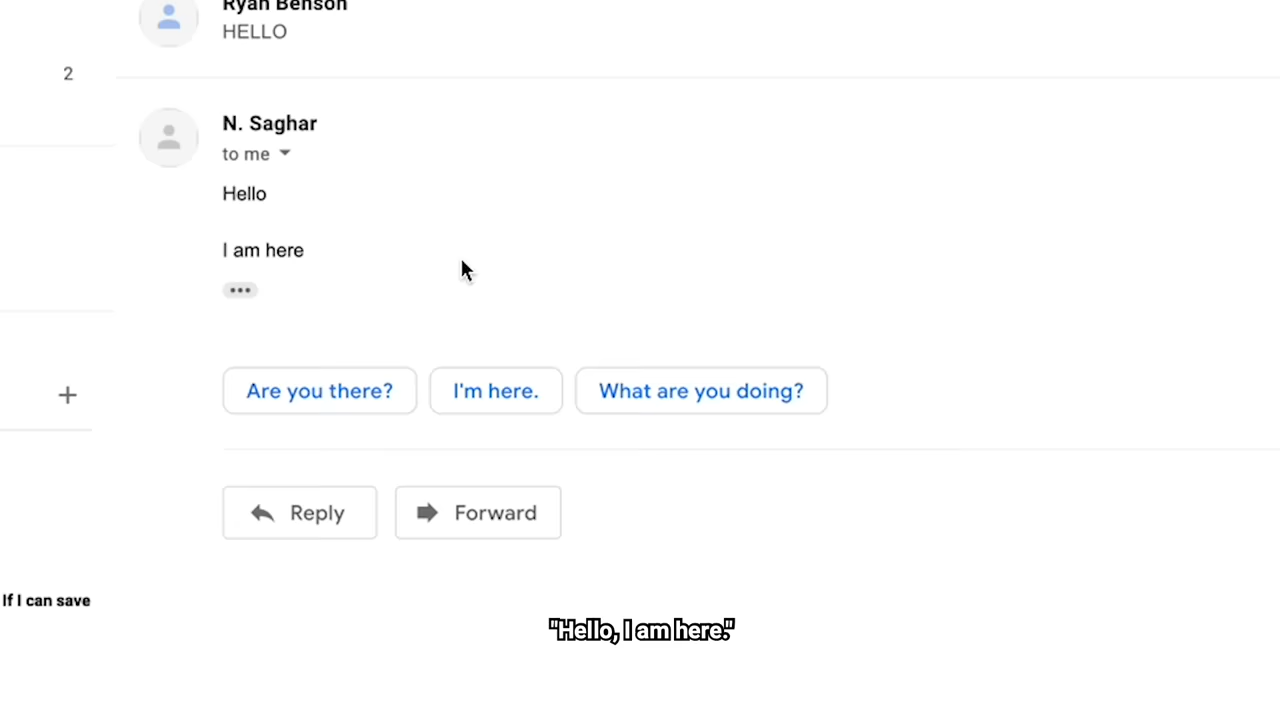 Ryan Benson
HELLO
2
N. Saghar
to me
Hello
I am here
Are you there?
I'm here.
What are you doing?
Reply
Forward
If I can save
"Hello, I am here."